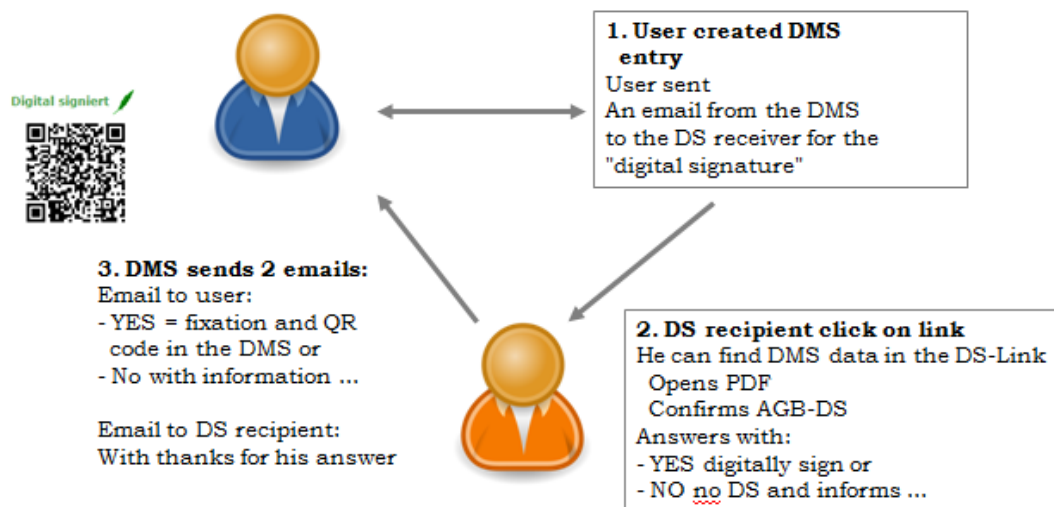 Digital signiert
1. User created DMS
entry
User sent
An email from the DMS
to the DS receiver for the
"digital signature"
3. DMS sends 2 emails:
Email to user:
- YES = fixation and QR
code in the DMS or
- No with information ...
Email to DS recipient:
With thanks for his answer
2. DS recipient click on link
He can find DMS data in the DS-Link
Opens PDF
Confirms AGB-DS
Answers with:
- YES digitally sign or
- NO no DS and informs ...